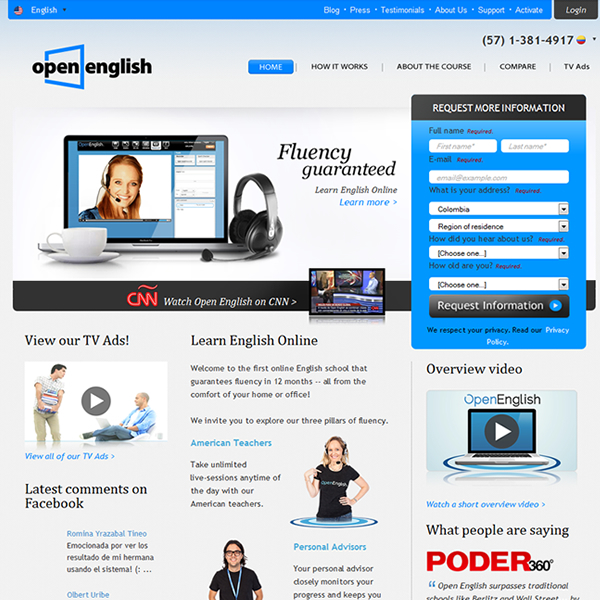 English
Blog • Press • Testimonials • About Us • Support • Activate
Login
(57) 1-381-4917
open english
HOME
HOW IT WORKS
ABOUT THE COURSE
COMPARE
TV Ads
Fluency
guaranteed
Learn English Online
Learn more >
REQUEST MORE INFORMATION
Full name Required.
First name*
Last name*
E-mail Required.
email@example.com
What is your address? Required.
Colombia
Region of residence
How did you hear about us? Required.
[Choose one...]
How old are you? Required.
[Choose one...]
Request Information
We respect your privacy. Read our Privacy
Policy.
OpenEnglish
CNN
Watch Open English on CNN >
View our TV Ads!
View all of our TV Ads >
Latest comments on
Facebook
Romina Yrazabal Tineo
Emocionada por ver los
resultado de mi hermana
usando el sistema! (: ...
Olbert Uribe
Learn English Online
Welcome to the first online English school that
guarantees fluency in 12 months -- all from the
comfort of your home or office!
We invite you to explore our three pillars of fluency.
American Teachers
Take unlimited
live-sessions anytime of
the day with our
American teachers.
OpenEnglish
Personal Advisors
Your personal advisor
closely monitors your
progress and keeps you
Overview video
OpenEnglish
Watch a short overview video >
What people are saying
PODER360°
“ Open English surpasses traditional
schools like Berlitz and Wall Street... by